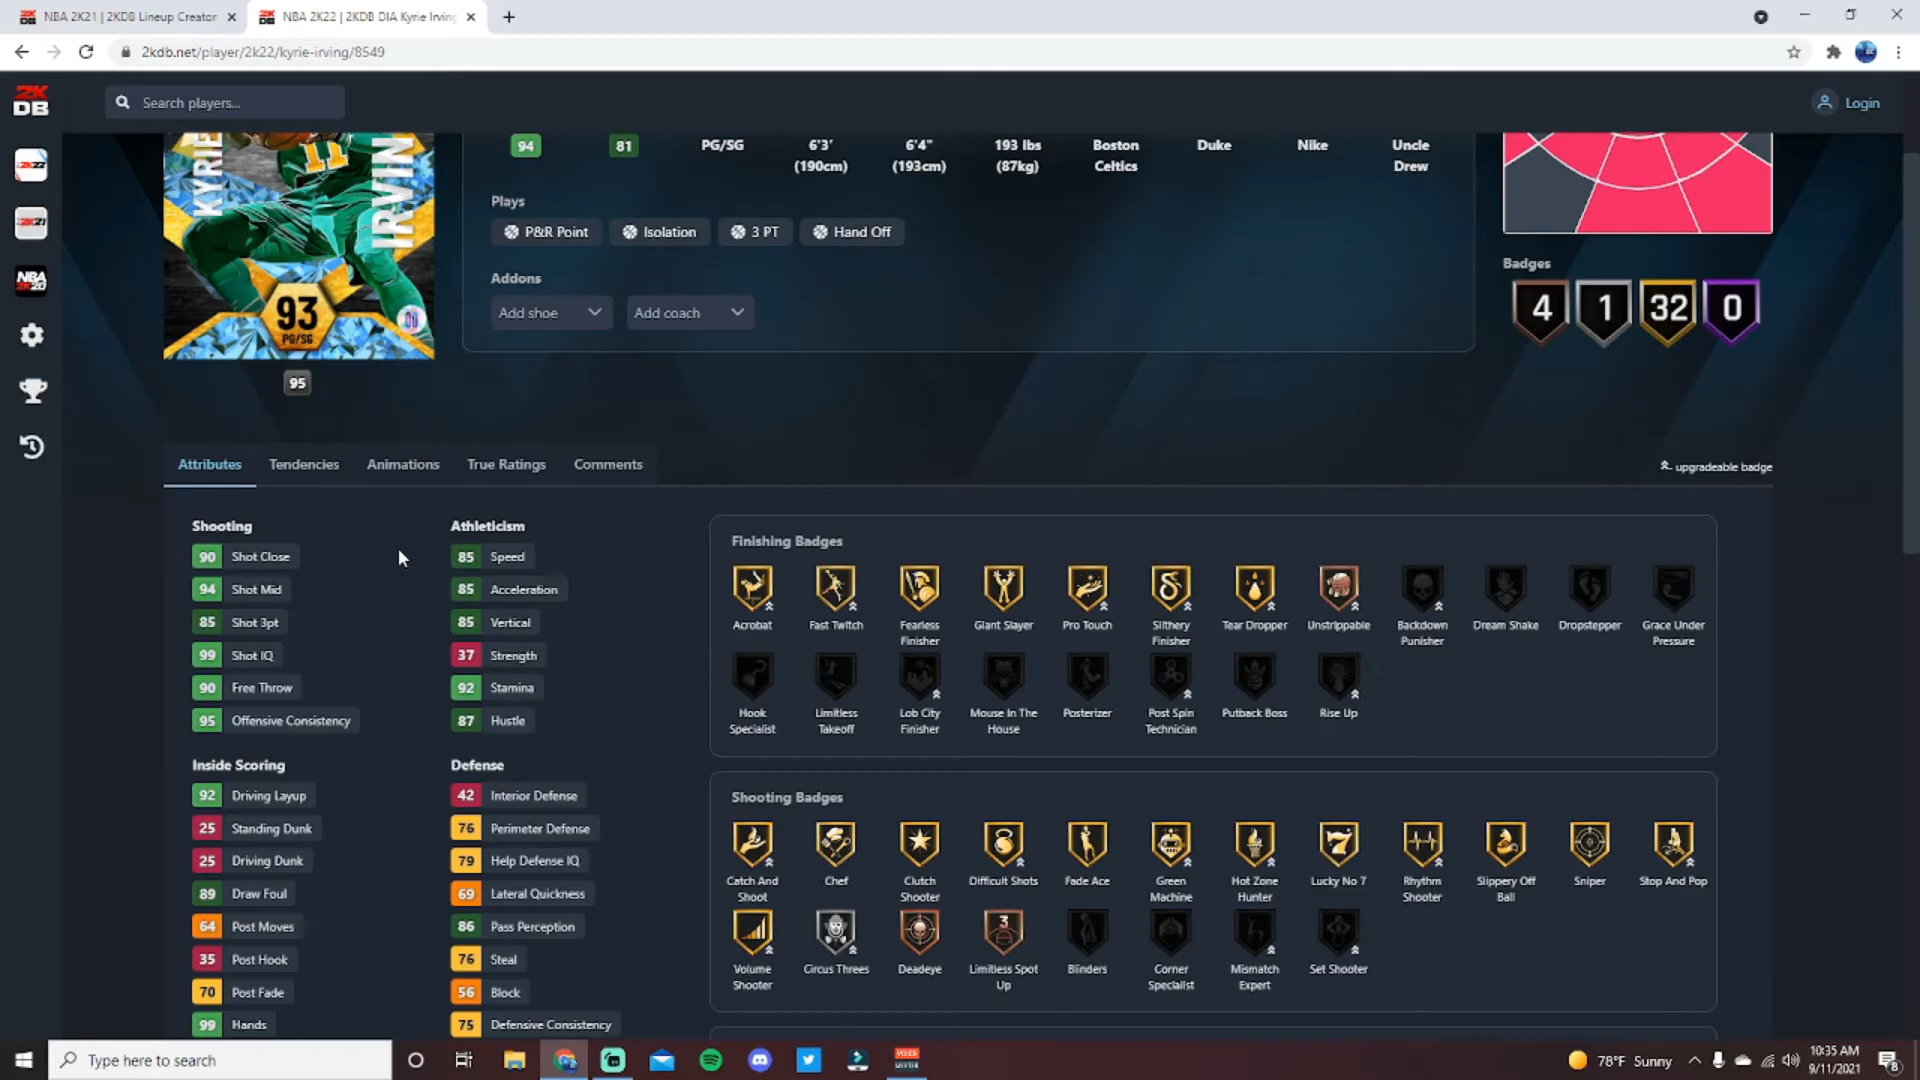 NBA 2K21 | 2KDB Lineup Creator
NBA 2K22 | 2KDB DIA Kyrie Irving
2kdb.net/player/2k22/kyrie-irving/8549
2K
DB
Search players...
Login
KYRIE
IRVIN
11
93
PG/SG
95
94
81
PG/SG
6'3'
(190cm)
6'4"
(193cm)
193 lbs
(87kg)
Boston
Celtics
Duke
Nike
Uncle
Drew
Plays
P&R Point
Isolation
3 PT
Hand Off
Addons
Add shoe
Add coach
Badges
4
1
32
0
2K22
2K21
NBA
2K20
Attributes
Tendencies
Animations
True Ratings
Comments
- upgradeable badge
Shooting
90 Shot Close
94 Shot Mid
85 Shot 3pt
99 Shot IQ
90 Free Throw
95 Offensive Consistency
Inside Scoring
92 Driving Layup
25 Standing Dunk
25 Driving Dunk
89 Draw Foul
64 Post Moves
35 Post Hook
70 Post Fade
99 Hands
Athleticism
85 Speed
85 Acceleration
85 Vertical
37 Strength
92 Stamina
87 Hustle
Defense
42 Interior Defense
76 Perimeter Defense
79 Help Defense IQ
69 Lateral Quickness
86 Pass Perception
76 Steal
56 Block
75 Defensive Consistency
Finishing Badges
Acrobat
Fast Twitch
Fearless
Finisher
Giant Slayer
Pro Touch
Slithery
Finisher
Tear Dropper
Unstrippable
Backdown
Punisher
Dream Shake
Dropstepper
Grace Under
Pressure
Hook
Specialist
Limitless
Takeoff
Lob City
Finisher
Mouse In The
House
Posterizer
Post Spin
Technician
Putback Boss
Rise Up
Shooting Badges
Catch And
Shoot
Chef
Clutch
Shooter
Difficult Shots
Fade Ace
Green
Machine
Hot Zone
Hunter
Lucky No 7
Rhythm
Shooter
Slippery Off
Ball
Sniper
Stop And Pop
Volume
Shooter
Circus Threes
Deadeye
Limitless Spot
Up
Blinders
Corner
Specialist
Mismatch
Expert
Set Shooter
Type here to search
VOICE
MEETER
78°F Sunny
10:35 AM
9/11/2021
8